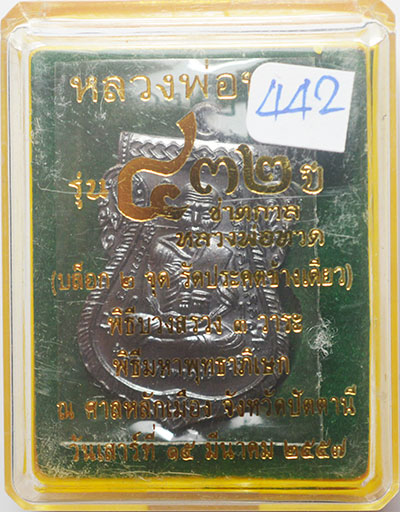 หลวงพ่อ
442
รุ่น ๔๓๒ ปี
ชาตกาล
หลวงพ่อทวด
(บล็อก ๒ จุด รัดประคตข้างเดียว)
พิธีบวงสรวง ๓ วาระ
พิธีมหาพุทธาภิเษก
ณ ศาลหลักเมือง จังหวัดปัตตานี
วันเสาร์ที่ ๑๕ มีนาคม ๒๕๕๗